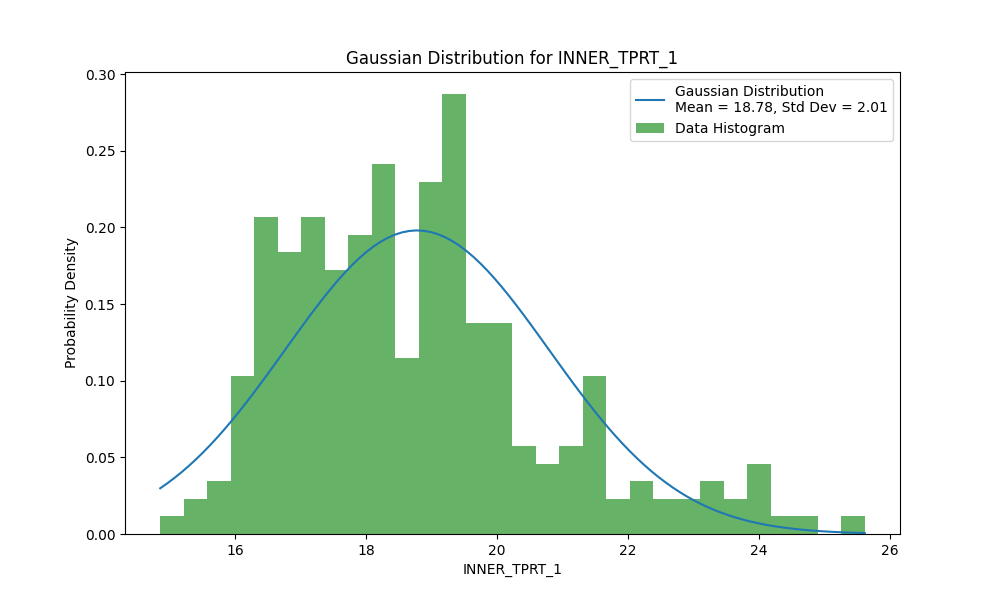 Gaussian Distribution for INNER_TPRT_1
Gaussian Distribution
Mean = 18.78, Std Dev = 2.01
Data Histogram
Probability Density
0.30
0.25
0.20
0.15
0.10
0.05
0.00
16
18
20
22
24
26
INNER_TPRT_1